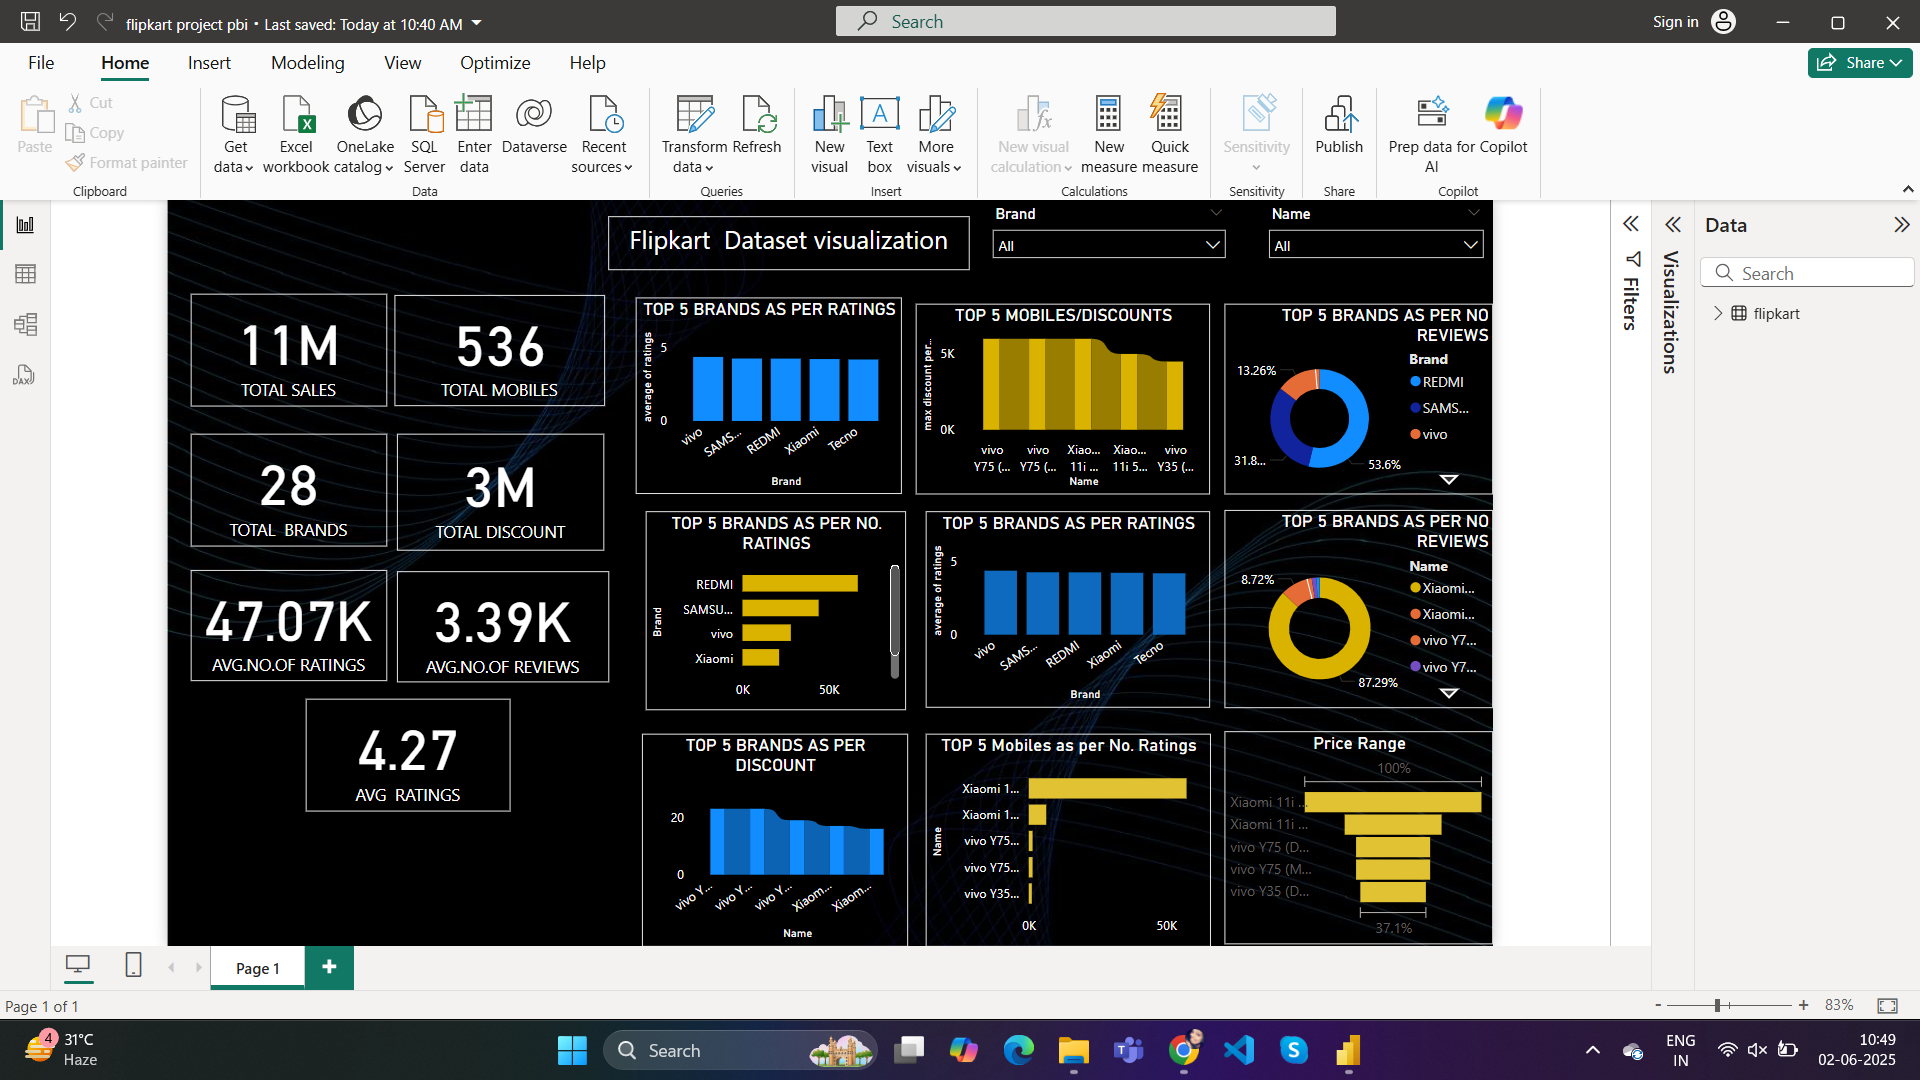 flipkart project pbi • Last saved: Today at 10:40 AM
Search
Sign in
File Home Insert Modeling View Optimize Help
Share
Paste
Cut
Copy
Format painter
Clipboard
Get data
Excel workbook
OneLake catalog
SQL Server
Enter data
Dataverse
Recent sources
Data
Transform data
Refresh
Queries
New visual
Text box
More visuals
Insert
New visual calculation
New measure
Quick measure
Calculations
Sensitivity
Sensitivity
Publish
Share
Prep data for AI
Copilot
Copilot
Flipkart Dataset visualization
Brand
All
Name
All
Filters
Visualizations
Data
Search
flipkart
11M
TOTAL SALES
536
TOTAL MOBILES
28
TOTAL BRANDS
3M
TOTAL DISCOUNT
47.07K
AVG.NO.OF RATINGS
3.39K
AVG.NO.OF REVIEWS
4.27
AVG RATINGS
TOP 5 BRANDS AS PER RATINGS
average of ratings
5
0
vivo
SAMS...
REDMI
Xiaomi
Tecno
Brand
TOP 5 MOBILES/DISCOUNTS
max discount per...
5K
0K
vivo Y75 (...
vivo Y75 (...
Xiao... 11i ...
Xiao... 11i 5...
vivo Y35 (...
Name
TOP 5 BRANDS AS PER NO
REVIEWS
Brand
REDMI
SAMS...
vivo
13.26%
31.8...
53.6%
TOP 5 BRANDS AS PER NO.
RATINGS
Brand
REDMI
SAMSU...
vivo
Xiaomi
0K
50K
TOP 5 BRANDS AS PER RATINGS
average of ratings
5
0
vivo
SAMS...
REDMI
Xiaomi
Tecno
Brand
TOP 5 BRANDS AS PER NO
REVIEWS
Name
Xiaomi...
Xiaomi...
vivo Y7...
vivo Y7...
8.72%
87.29%
TOP 5 BRANDS AS PER
DISCOUNT
20
0
vivo Y...
vivo Y...
vivo Y...
Xiaom...
Xiaom...
Name
TOP 5 Mobiles as per No. Ratings
Name
Xiaomi 1...
Xiaomi 1...
vivo Y75...
vivo Y75...
vivo Y35...
0K
50K
Price Range
100%
Xiaomi 11i ...
Xiaomi 11i ...
vivo Y75 (D...
vivo Y75 (M...
vivo Y35 (D...
37.1%
Page 1
Page 1 of 1
- + 83%
4
31°C
Haze
Search
ENG
IN
10:49
02-06-2025
DAX